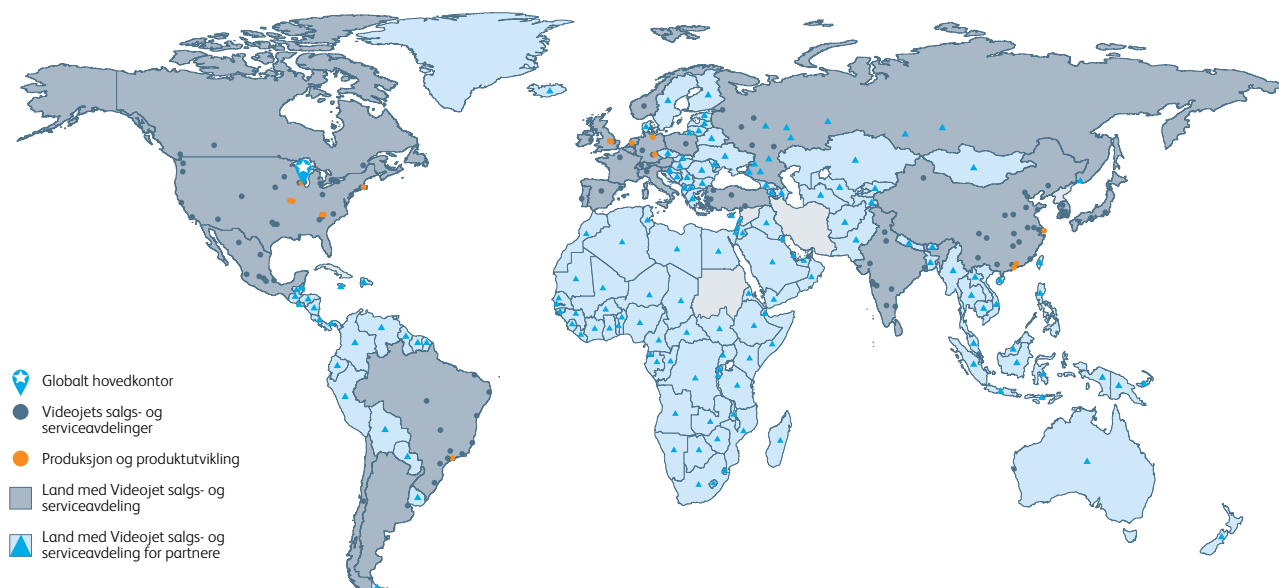 Globalt hovedkontor
Videojets salgs- og
serviceavdelinger
Produksjon og produktutvikling
Land med Videojet salgs- og
serviceavdeling
Land med Videojet salgs- og
serviceavdeling for partnere